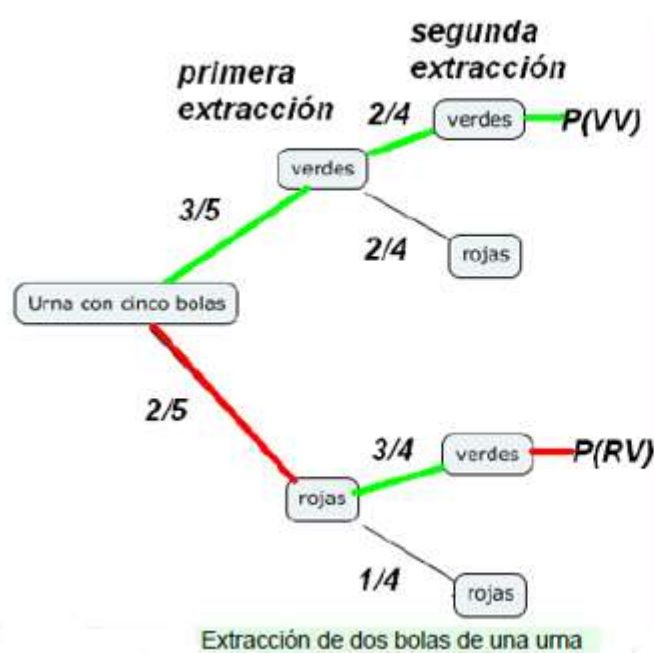 primera
extracción
segunda
extracción
2/4
verdes
P(VV)
verdes
3/5
2/4
rojas
Urna con cinco bolas
2/5
3/4
verdes
P(RV)
rojas
1/4
rojas
Extracción de dos bolas de una urna